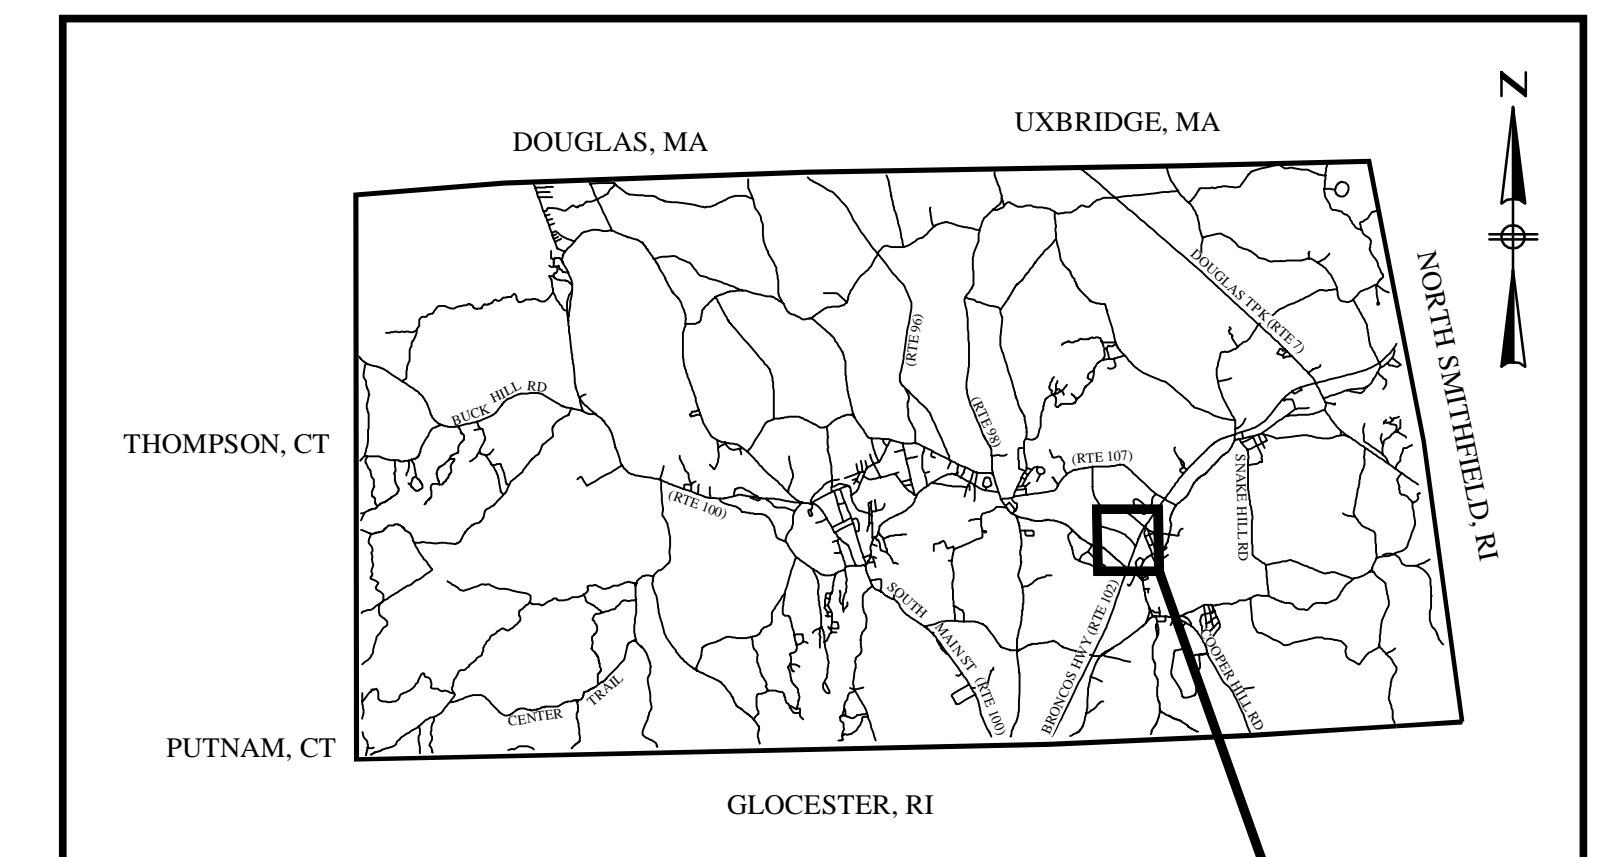 N
UXBRIDGE, MA
DOUGLAS, MA
DOUGLAS TPK (RTE 7)
NORTH SMITHFIELD, RI
(RTE 96)
BUCK HILL RD
(RTE 98)
THOMPSON, CT
(RTE 107)
SNAKE HILL RD
(RTE 100)
SOUTH MAIN ST (RTE 100)
BRONCOS HWY (RTE 102)
COOPER HILL RD
CENTER TRAIL
PUTNAM, CT
GLOCESTER, RI